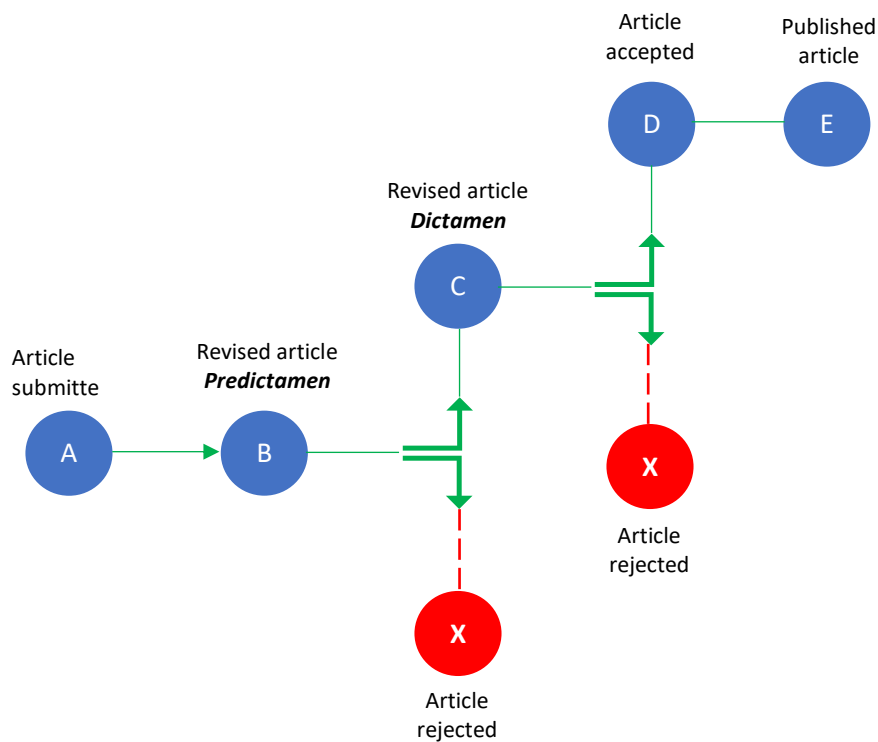 Article
accepted
Published
article
D
E
Revised article
Dictamen
C
Article
submitte
Revised article
Predictamen
A
B
X
Article
rejected
X
Article
rejected